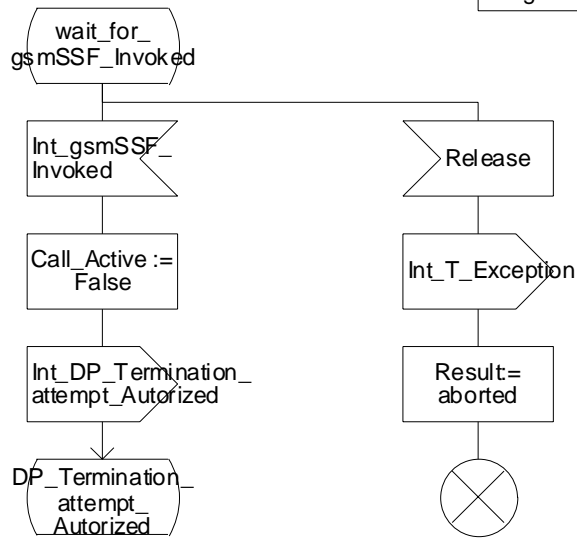 wait_for_
gsmSSF_Invoked
Int_gsmSSF_
Invoked
Release
Call_Active :=
False
Int_T_Exception
Int_DP_Termination_
attempt_Autorized
Result:=
aborted
DP_Termination_
attempt_
Autorized